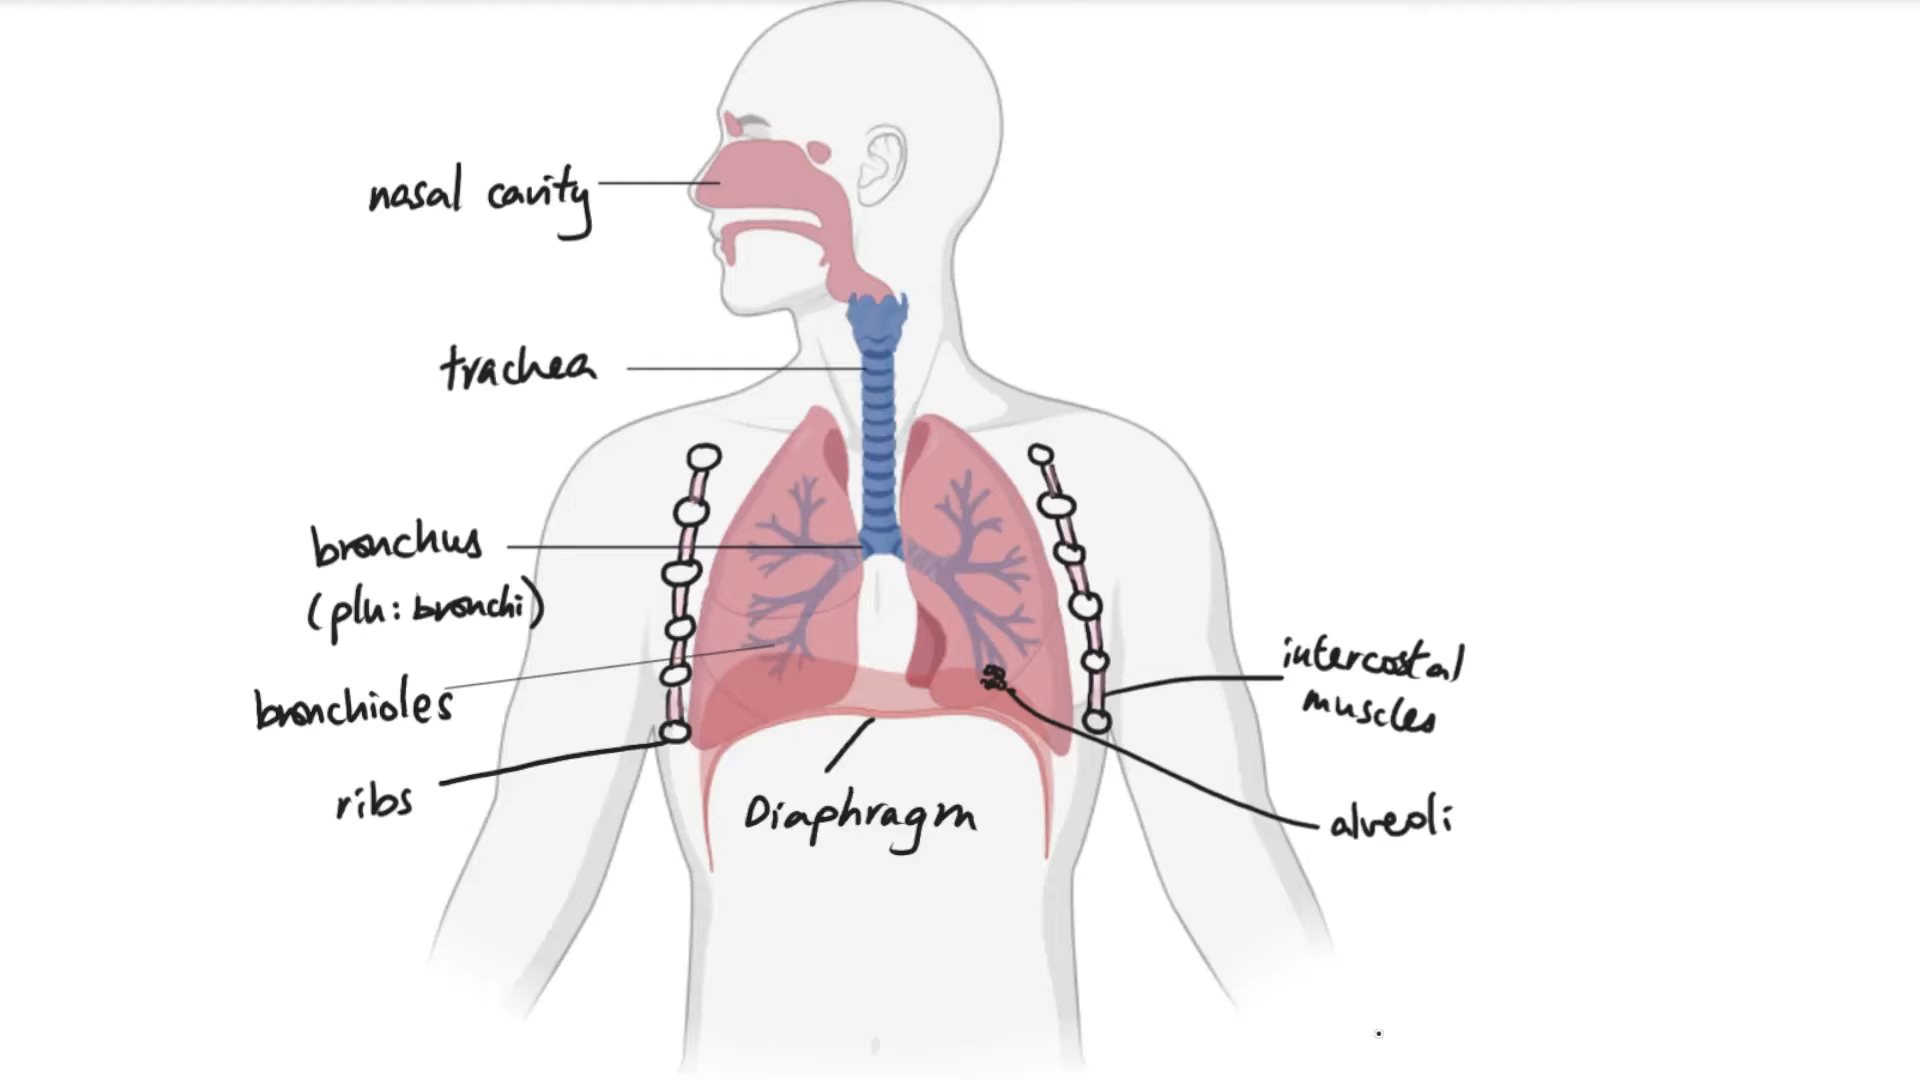 nasal cavity
trachea
bronchus
(plu: bronchi)
bronchioles
ribs
Diaphragm
intercostal
muscles
alveoli